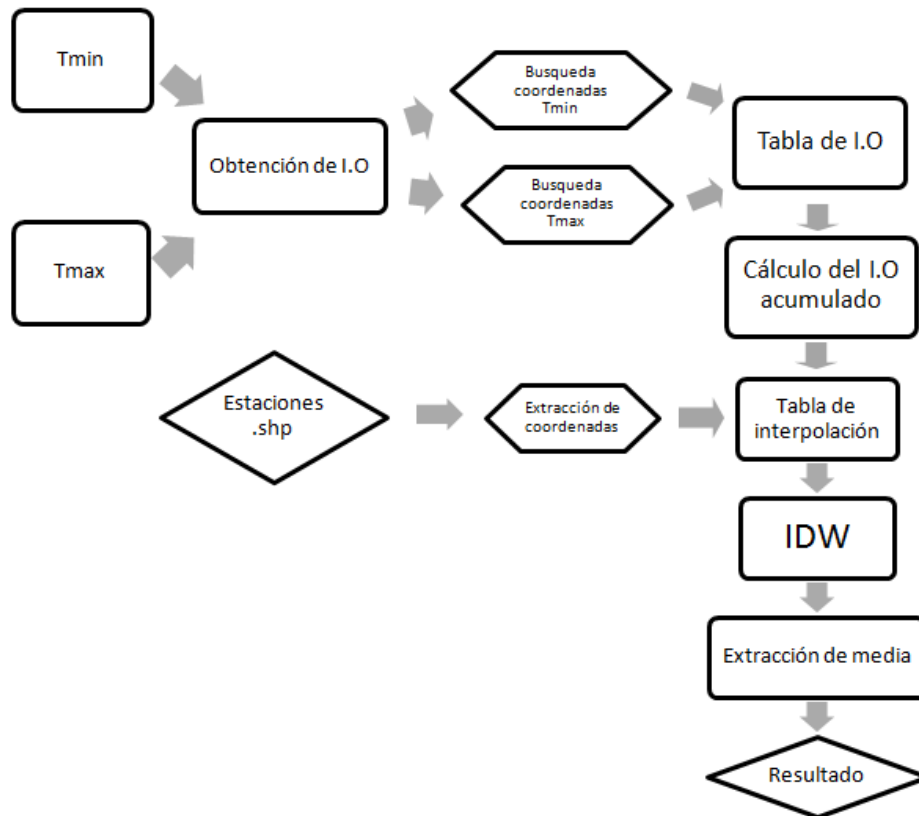 Tmin
Busqueda
coordenadas
Tmin
Obtención de I.O
Tabla de I.O
Busqueda
coordenadas
Tmax
Tmax
Cálculo del I.O
acumulado
Estaciones
.shp
Extracción de
coordenadas
Tabla de
interpolación
IDW
Extracción de media
Resultado